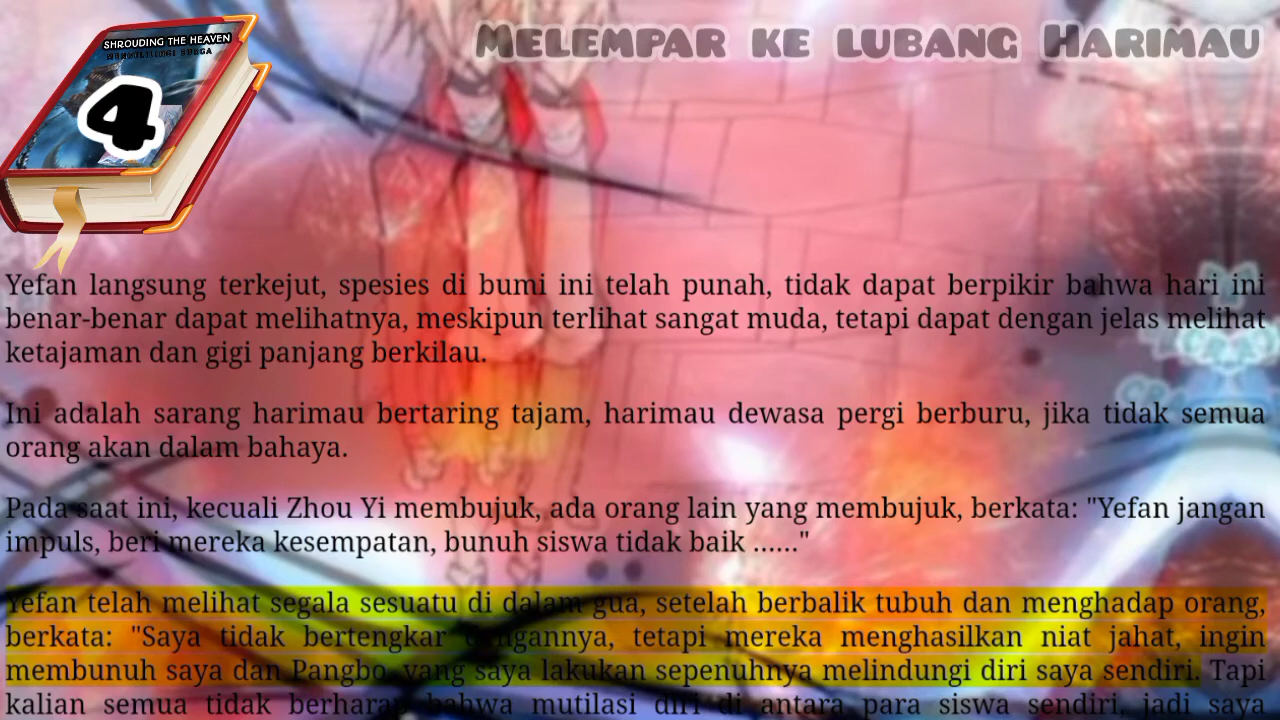 SHROUDING THE HEAVEN
4
Melempar ke lubang Harimau
Yefan langsung terkejut, spesies di bumi ini telah punah, tidak dapat berpikir bahwa hari ini
benar-benar dapat melihatnya, meskipun terlihat sangat muda, tetapi dapat dengan jelas melihat
ketajaman dan gigi panjang berkilau.
Ini adalah sarang harimau bertaring tajam, harimau dewasa pergi berburu, jika tidak semua
orang akan dalam bahaya.
Pada saat ini, kecuali Zhou Yi membujuk, ada orang lain yang membujuk, berkata: "Yefan jangan
impuls, beri mereka kesempatan, bunuh siswa tidak baik ......"
Yefan telah melihat segala sesuatu di dalam gua, setelah berbalik tubuh dan menghadap orang,
berkata: "Saya tidak bertengkar dengannya, tetapi mereka menghasilkan niat jahat, ingin
membunuh saya dan Pangbo, yang saya lakukan sepenuhnya melindungi diri saya sendiri. Tapi
kalian semua tidak berharap bahwa mutilasi diri di antara para siswa sendiri, jadi saya